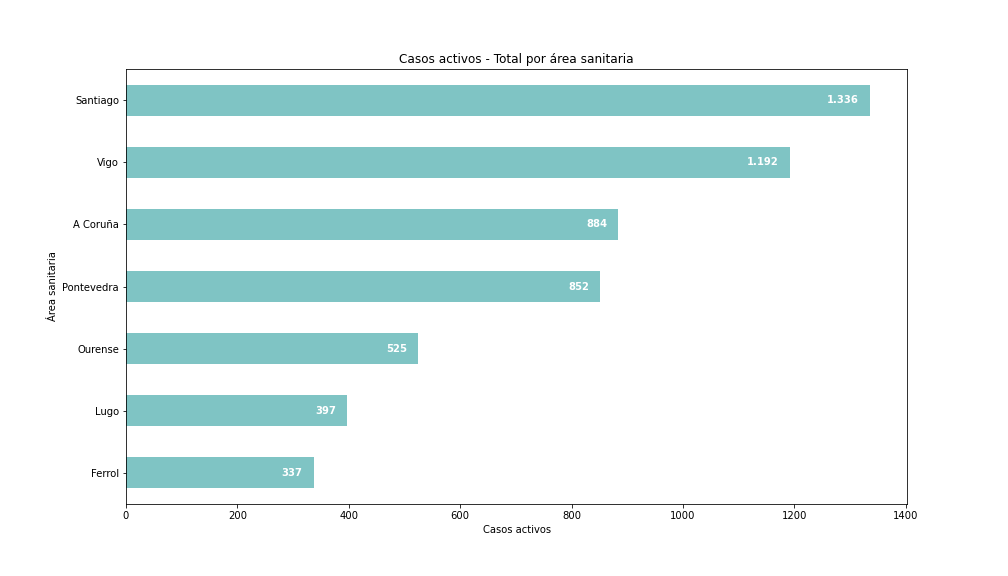 Casos activos - Total por área sanitaria
Santiago 1.336
Vigo 1.192
A Coruña 884
Área sanitaria
Pontevedra 852
Ourense 525
Lugo 397
Ferrol 337
0 200 400 600 800 1000 1200 1400
Casos activos